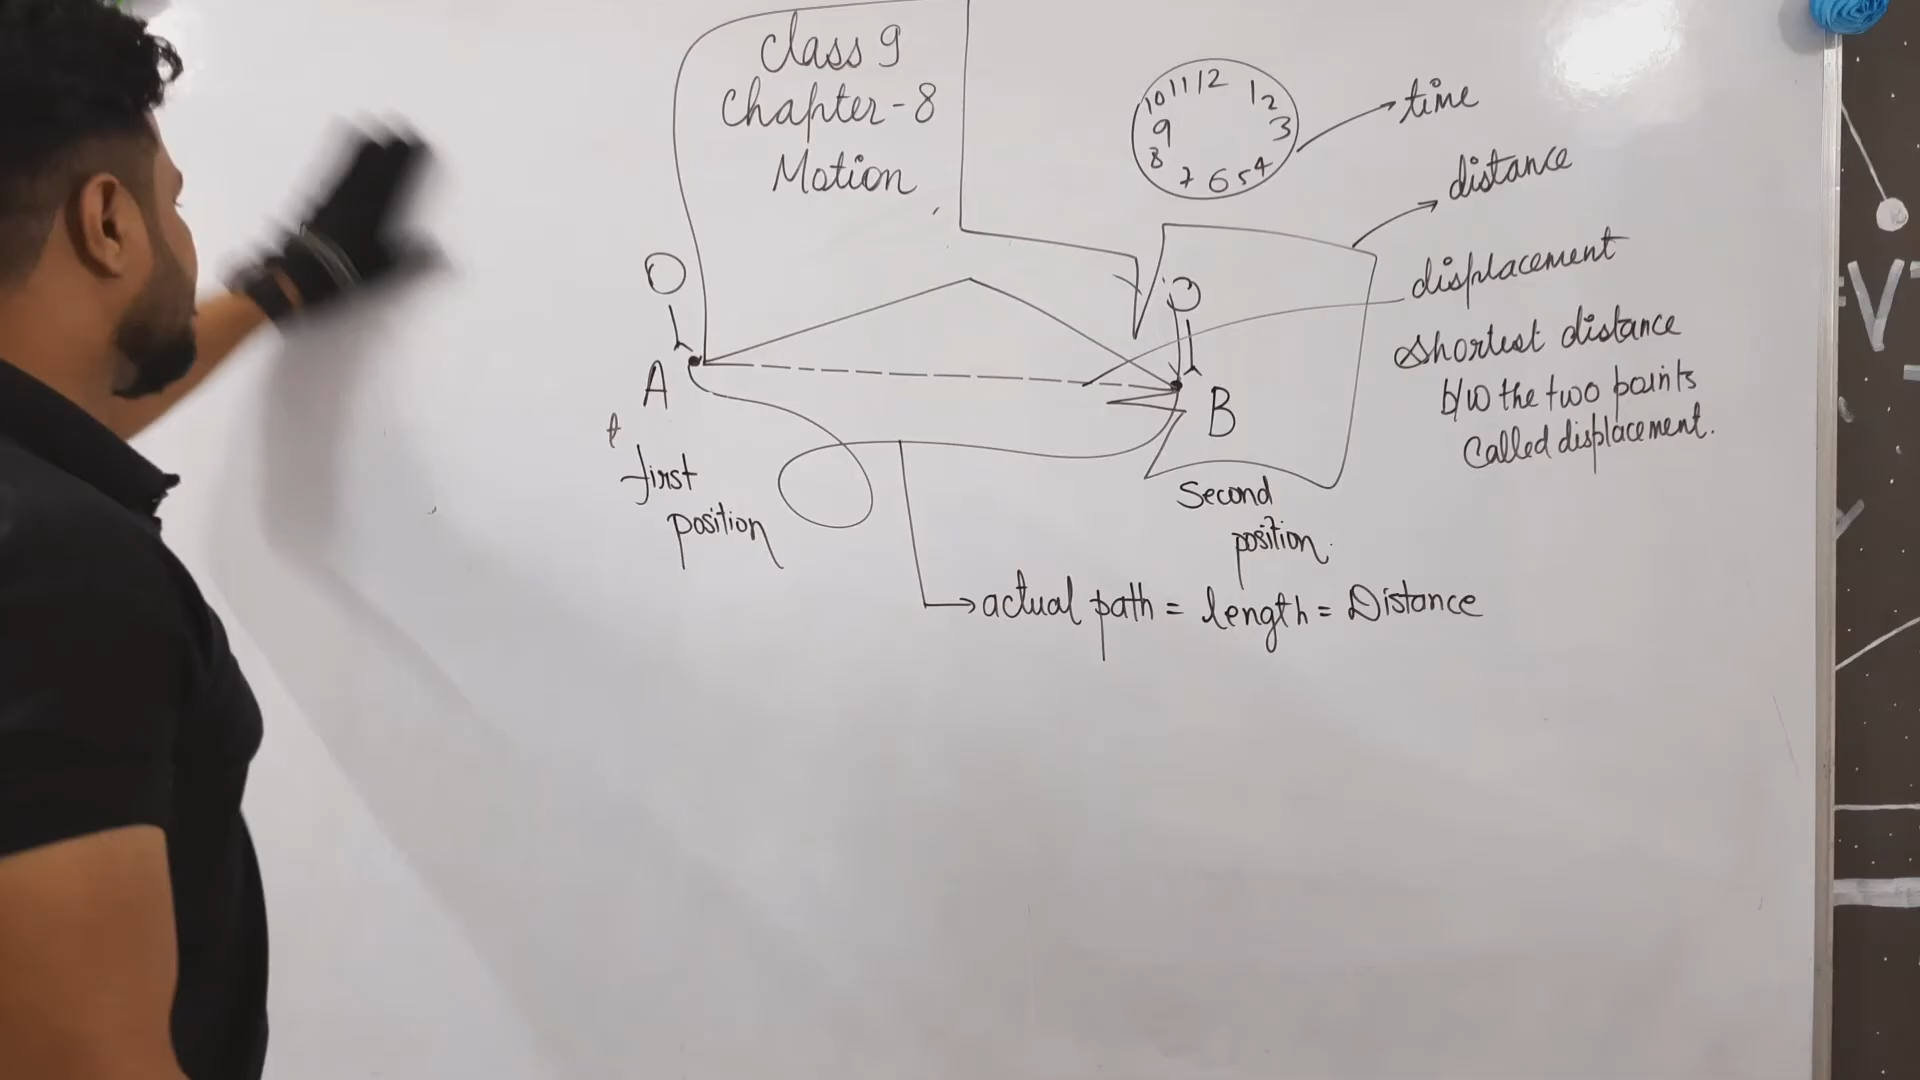 Class 9
Chapter-8
Motion
10 11 12 1 2 3 4 5 6 7 8 9
time
distance
displacement
Shortest distance
b/w the two points
Called displacement.
A
B
t
first
position
Second
position.
actual path = length = Distance